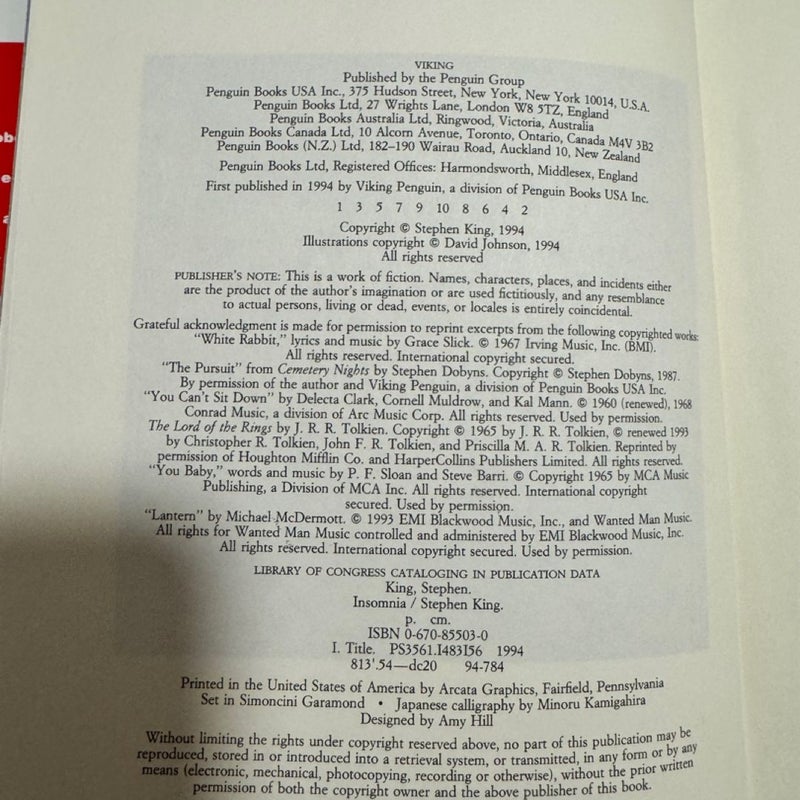 VIKING
Published by the Penguin Group
Penguin Books USA Inc., 375 Hudson Street, New York, New York 10014, U.S.A.
Penguin Books Ltd, 27 Wrights Lane, London W8 5TZ, England
Penguin Books Australia Ltd, Ringwood, Victoria, Australia
Penguin Books Canada Ltd, 10 Alcorn Avenue, Toronto, Ontario, Canada M4V 3B2
Penguin Books (N.Z.) Ltd, 182–190 Wairau Road, Auckland 10, New Zealand
Penguin Books Ltd, Registered Offices: Harmondsworth, Middlesex, England
First published in 1994 by Viking Penguin, a division of Penguin Books USA Inc.
1 3 5 7 9 10 8 6 4 2
Copyright © Stephen King, 1994
Illustrations copyright © David Johnson, 1994
All rights reserved
PUBLISHER'S NOTE: This is a work of fiction. Names, characters, places, and incidents either
are the product of the author's imagination or are used fictitiously, and any resemblance
to actual persons, living or dead, events, or locales is entirely coincidental.
Grateful acknowledgment is made for permission to reprint excerpts from the following copyrighted works:
"White Rabbit," lyrics and music by Grace Slick. © 1967 Irving Music, Inc. (BMI).
All rights reserved. International copyright secured.
"The Pursuit" from Cemetery Nights by Stephen Dobyns. Copyright © Stephen Dobyns, 1987.
By permission of the author and Viking Penguin, a division of Penguin Books USA Inc.
"You Can't Sit Down" by Delecta Clark, Cornell Muldrow, and Kal Mann. © 1960 (renewed), 1968
Conrad Music, a division of Arc Music Corp. All rights reserved. Used by permission.
The Lord of the Rings by J. R. R. Tolkien. Copyright © 1965 by J. R. R. Tolkien, © renewed 1993
by Christopher R. Tolkien, John F. R. Tolkien, and Priscilla M. A. R. Tolkien. Reprinted by
permission of Houghton Mifflin Co. and HarperCollins Publishers Limited. All rights reserved.
"You Baby," words and music by P. F. Sloan and Steve Barri. © Copyright 1965 by MCA Music
Publishing, a Division of MCA Inc. All rights reserved. International copyright
secured. Used by permission.
"Lantern" by Michael McDermott. © 1993 EMI Blackwood Music, Inc., and Wanted Man Music.
All rights for Wanted Man Music controlled and administered by EMI Blackwood Music, Inc.
All rights reserved. International copyright secured. Used by permission.
LIBRARY OF CONGRESS CATALOGING IN PUBLICATION DATA
King, Stephen.
Insomnia / Stephen King.
p. cm.
ISBN 0-670-85503-0
I. Title. PS3561.I483I56 1994
813'.54—dc20 94-784
Printed in the United States of America by Arcata Graphics, Fairfield, Pennsylvania
Set in Simoncini Garamond • Japanese calligraphy by Minoru Kamigahira
Designed by Amy Hill
Without limiting the rights under copyright reserved above, no part of this publication may be
reproduced, stored in or introduced into a retrieval system, or transmitted, in any form or by any
means (electronic, mechanical, photocopying, recording or otherwise), without the prior written
permission of both the copyright owner and the above publisher of this book.